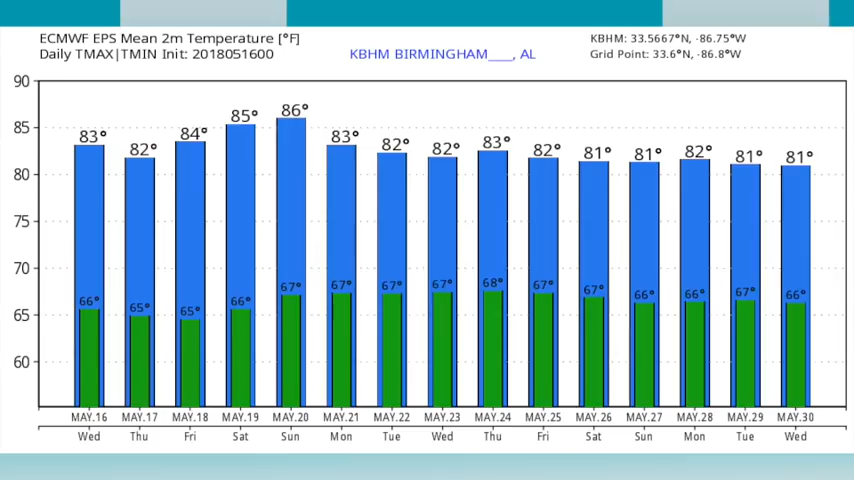 ECMWF EPS Mean 2m Temperature [°F]
Daily TMAX|TMIN Init: 2018051600
KBHM BIRMINGHAM____, AL
KBHM: 33.5667°N, -86.75°W
Grid Point: 33.6°N, -86.8°W
90
85
80
75
70
65
60
83° 82° 84° 85° 86° 83° 82° 82° 83° 82° 81° 81° 82° 81° 81°
66° 65° 65° 66° 67° 67° 67° 67° 68° 67° 67° 66° 66° 67° 66°
MAY.16 MAY.17 MAY.18 MAY.19 MAY.20 MAY.21 MAY.22 MAY.23 MAY.24 MAY.25 MAY.26 MAY.27 MAY.28 MAY.29 MAY.30
Wed Thu Fri Sat Sun Mon Tue Wed Thu Fri Sat Sun Mon Tue Wed